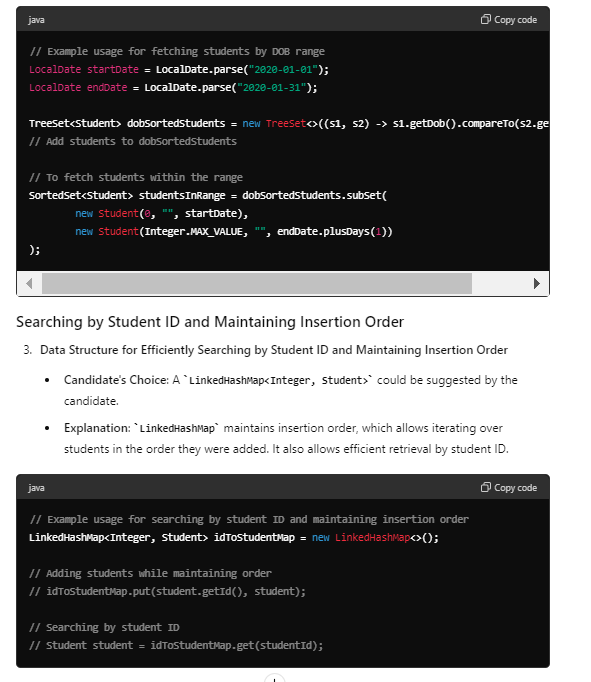 java
Copy code
// Example usage for fetching students by DOB range
LocalDate startDate = LocalDate.parse("2020-01-01");
LocalDate endDate = LocalDate.parse("2020-01-31");
TreeSet<Student> dobSortedStudents = new TreeSet<>((s1, s2) -> s1.getDob().compareTo(s2.ge
// Add students to dobSortedStudents
// To fetch students within the range
SortedSet<Student> studentsInRange = dobSortedStudents.subSet(
new Student(0, "", startDate),
new Student(Integer.MAX_VALUE, "", endDate.plusDays(1))
);
Searching by Student ID and Maintaining Insertion Order
3. Data Structure for Efficiently Searching by Student ID and Maintaining Insertion Order
• Candidate's Choice: A `LinkedHashMap<Integer, Student>` could be suggested by the
candidate.
• Explanation: `LinkedHashMap` maintains insertion order, which allows iterating over
students in the order they were added. It also allows efficient retrieval by student ID.
java
Copy code
// Example usage for searching by student ID and maintaining insertion order
LinkedHashMap<Integer, Student> idToStudentMap = new LinkedHashMap<>();
// Adding students while maintaining order
// idToStudentMap.put(student.getId(), student);
// Searching by student ID
// Student student = idToStudentMap.get(studentId);